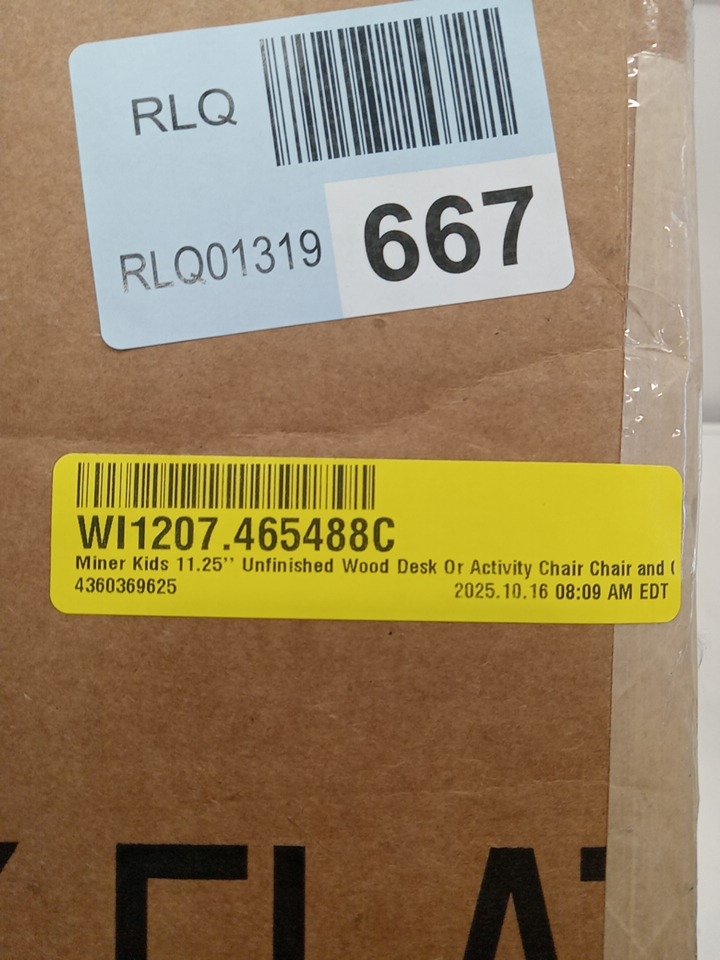 RLQ
RLQ01319
667
WI1207.465488C
Miner Kids 11.25'' Unfinished Wood Desk Or Activity Chair Chair and
4360369625
2025.10.16 08:09 AM EDT